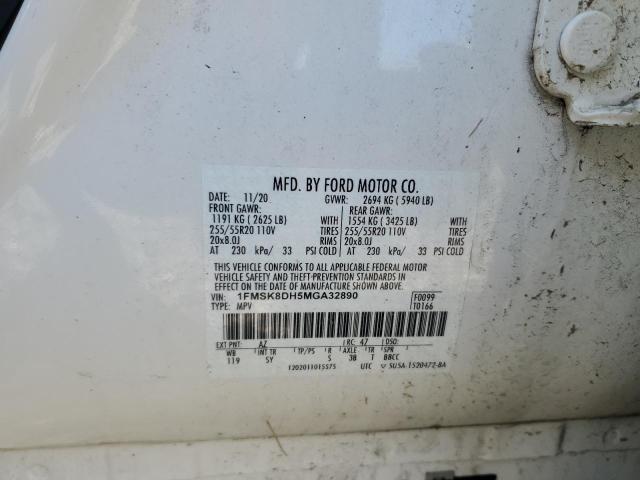 MFD. BY FORD MOTOR CO.
DATE: 11/20 GVWR: 2694 KG ( 5940 LB)
FRONT GAWR: REAR GAWR:
1191 KG ( 2625 LB) WITH 1554 KG ( 3425 LB) WITH
255/55R20 110V TIRES 255/55R20 110V TIRES
20x8.0J RIMS 20x8.0J RIMS
AT 230 kPa/ 33 PSI COLD AT 230 kPa/ 33 PSI COLD
THIS VEHICLE CONFORMS TO ALL APPLICABLE FEDERAL MOTOR
VEHICLE SAFETY AND THEFT PREVENTION STANDARDS IN
EFFECT ON THE DATE OF MANUFACTURE SHOWN ABOVE.
VIN: 1FMSK8DH5MGA32890 F0099
TYPE: MPV T0166
EXT PNT: AZ RC: 47 DSO:
WB INT TR TP/PS R AXLE TR SPR
119 SY S 3B T BBCC
1202011015575 UTC SU5A-1520472-BA